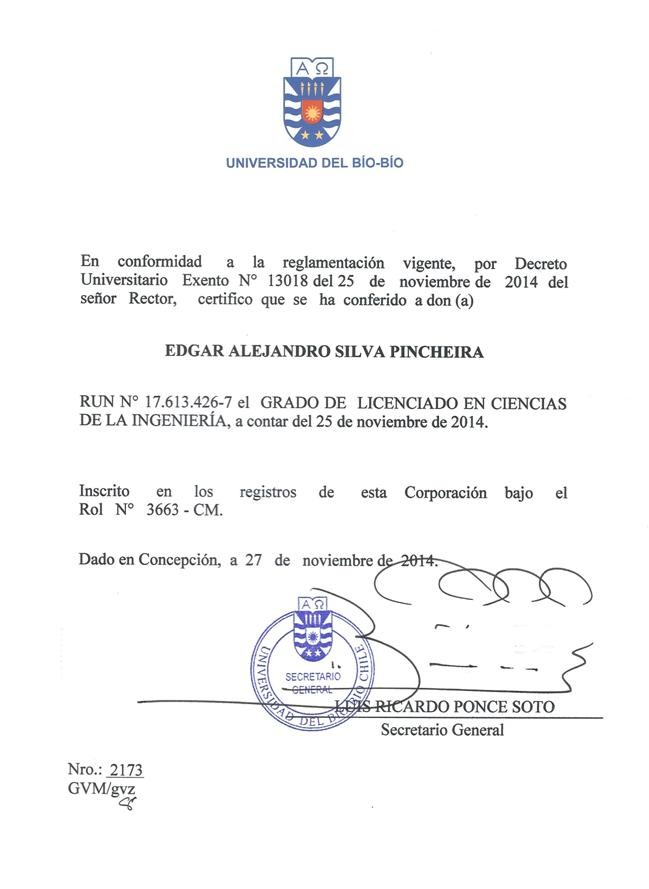 Α Ω
UNIVERSIDAD DEL BÍO-BÍO
En conformidad a la reglamentación vigente, por Decreto
Universitario Exento N° 13018 del 25 de noviembre de 2014 del
señor Rector, certifico que se ha conferido a don (a)
EDGAR ALEJANDRO SILVA PINCHEIRA
RUN N° 17.613.426-7 el GRADO DE LICENCIADO EN CIENCIAS
DE LA INGENIERÍA, a contar del 25 de noviembre de 2014.
Inscrito en los registros de esta Corporación bajo el
Rol N° 3663 - CM.
Dado en Concepción, a 27 de noviembre de 2014.
Α Ω
SECRETARIO
GENERAL
UNIVERSIDAD DEL BIO-BIO CHILE
LUIS RICARDO PONCE SOTO
Secretario General
Nro.: 2173
GVM/gvz